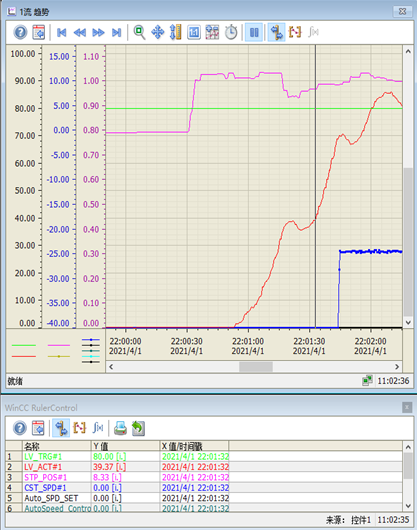 1流 趋势
100.00 15.00 1.10
90.00 10.00 1.00
80.00 5.00 0.90
70.00 0.00 0.80
60.00 -5.00 0.70
50.00 -10.00 0.60
40.00 -15.00 0.50
30.00 -20.00 0.40
20.00 -25.00 0.30
10.00 -30.00 0.20
0.00 -35.00 0.10
-40.00 0.00
22:00:00 22:00:30 22:01:00 22:01:30 22:02:00
2021/4/1 2021/4/1 2021/4/1 2021/4/1 2021/4/1
就绪 11:02:36
WinCC RulerControl
名称 Y 值 X 值/时间戳
1 LV_TRG#1 80.00 [i.] 2021/4/1 22:01:32
2 LV_ACT#1 39.37 [i.] 2021/4/1 22:01:32
3 STP_POS#1 8.33 [i.] 2021/4/1 22:01:32
4 CST_SPD#1 0.00 [i.] 2021/4/1 22:01:32
5 Auto_SPD_SET 0.00 [i.] 2021/4/1 22:01:32
6 AutoSpeed_Contro 0.00 [i.] 2021/4/1 22:01:32
来源: 控件1 11:02:35